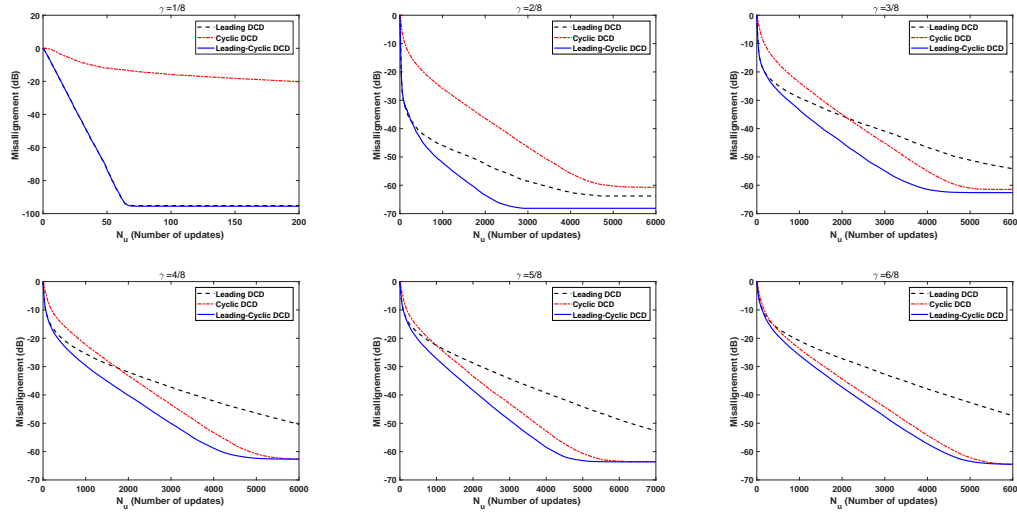 γ=1/8
20
0
-20
-40
-60
-80
-100
Misallignement (dB)
0 50 100 150 200
N_u (Number of updates)
Leading DCD
Cyclic DCD
Leading-Cyclic DCD
γ=2/8
0
-10
-20
-30
-40
-50
-60
-70
Misallignement (dB)
0 1000 2000 3000 4000 5000 6000
N_u (Number of updates)
Leading DCD
Cyclic DCD
Leading-Cyclic DCD
γ=3/8
0
-10
-20
-30
-40
-50
-60
-70
Misallignement (dB)
0 1000 2000 3000 4000 5000 6000
N_u (Number of updates)
Leading DCD
Cyclic DCD
Leading-Cyclic DCD
γ=4/8
0
-10
-20
-30
-40
-50
-60
-70
Misallignement (dB)
0 1000 2000 3000 4000 5000 6000
N_u (Number of updates)
Leading DCD
Cyclic DCD
Leading-Cyclic DCD
γ=5/8
0
-10
-20
-30
-40
-50
-60
-70
Misallignement (dB)
0 1000 2000 3000 4000 5000 6000 7000
N_u (Number of updates)
Leading DCD
Cyclic DCD
Leading-Cyclic DCD
γ=6/8
0
-10
-20
-30
-40
-50
-60
-70
Misallignement (dB)
0 1000 2000 3000 4000 5000 6000
N_u (Number of updates)
Leading DCD
Cyclic DCD
Leading-Cyclic DCD